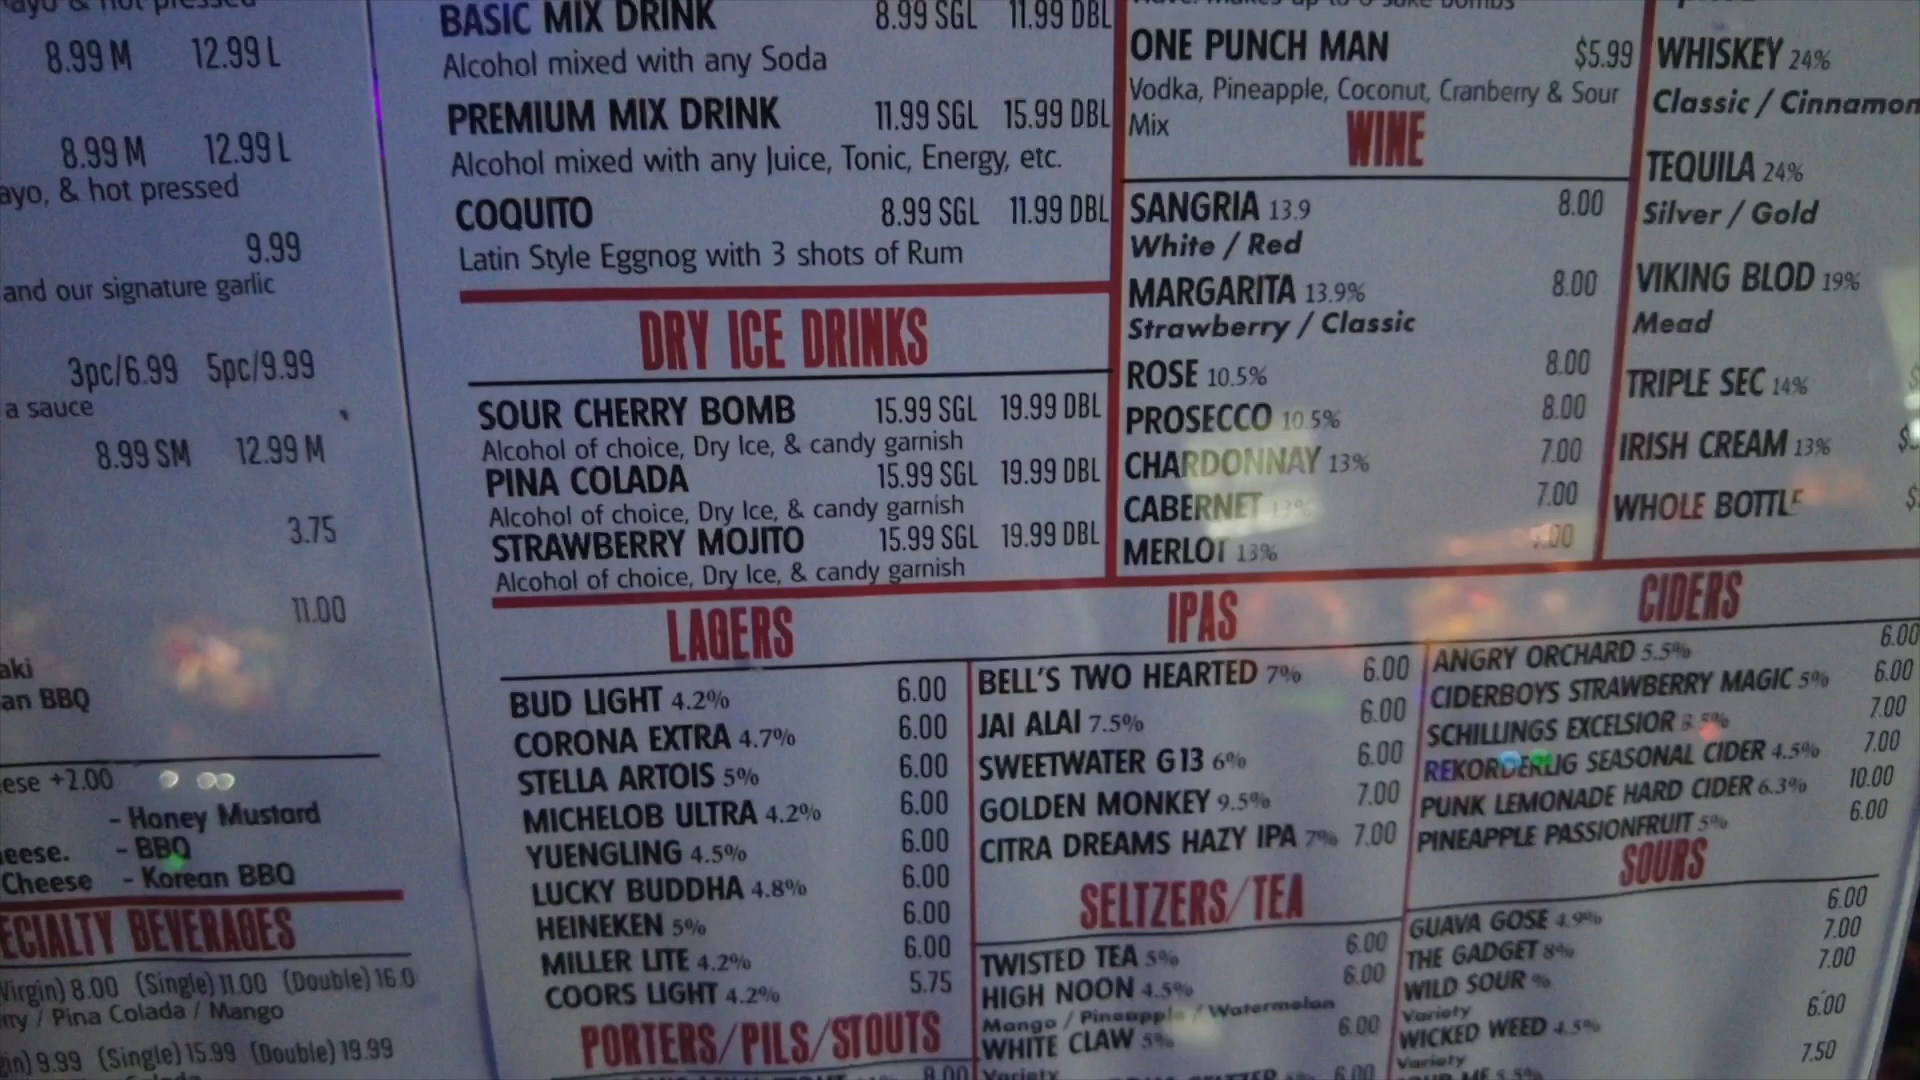 8.99 M 12.99 L
8.99 M 12.99 L
ayo, & hot pressed
9.99
and our signature garlic
3pc/6.99 5pc/9.99
a sauce
8.99 SM 12.99 M
3.75
11.00
aki
an BBQ
ese +2.00
- Honey Mustard
eese. - BBQ
Cheese - Korean BBQ
ECIALTY BEVERAGES
Virgin) 8.00 (Single) 11.00 (Double) 16.0
rry / Pina Colada / Mango
gin) 9.99 (Single) 15.99 (Double) 19.99
BASIC MIX DRINK 8.99 SGL 11.99 DBL
Alcohol mixed with any Soda
PREMIUM MIX DRINK 11.99 SGL 15.99 DBL
Alcohol mixed with any Juice, Tonic, Energy, etc.
COQUITO 8.99 SGL 11.99 DBL
Latin Style Eggnog with 3 shots of Rum
DRY ICE DRINKS
SOUR CHERRY BOMB 15.99 SGL 19.99 DBL
Alcohol of choice, Dry Ice, & candy garnish
PINA COLADA 15.99 SGL 19.99 DBL
Alcohol of choice, Dry Ice, & candy garnish
STRAWBERRY MOJITO 15.99 SGL 19.99 DBL
Alcohol of choice, Dry Ice, & candy garnish
ONE PUNCH MAN $5.99
Vodka, Pineapple, Coconut, Cranberry & Sour
Mix
WINE
SANGRIA 13.9 8.00
White / Red
MARGARITA 13.9% 8.00
Strawberry / Classic
ROSE 10.5% 8.00
PROSECCO 10.5% 8.00
CHARDONNAY 13% 7.00
CABERNET 13% 7.00
MERLOT 13%
WHISKEY 24%
Classic / Cinnamon
TEQUILA 24%
Silver / Gold
VIKING BLOD 19%
Mead
TRIPLE SEC 14%
IRISH CREAM 13%
WHOLE BOTTLE
LAGERS
BUD LIGHT 4.2% 6.00
CORONA EXTRA 4.7% 6.00
STELLA ARTOIS 5% 6.00
MICHELOB ULTRA 4.2% 6.00
YUENGLING 4.5% 6.00
LUCKY BUDDHA 4.8% 6.00
HEINEKEN 5% 6.00
MILLER LITE 4.2% 6.00
COORS LIGHT 4.2% 5.75
PORTERS/PILS/STOUTS
8.00
IPAS
BELL'S TWO HEARTED 7% 6.00
JAI ALAI 7.5% 6.00
SWEETWATER G13 6% 6.00
GOLDEN MONKEY 9.5% 7.00
CITRA DREAMS HAZY IPA 7% 7.00
SELTZERS/TEA
TWISTED TEA 5% 6.00
HIGH NOON 4.5% 6.00
Mango / Pineapple / Watermelon
WHITE CLAW 5% 6.00
Variety
6.00
CIDERS
ANGRY ORCHARD 5.5% 6.00
CIDERBOYS STRAWBERRY MAGIC 5% 6.00
SCHILLINGS EXCELSIOR 7.00
REKORDERLIG SEASONAL CIDER 4.5% 7.00
PUNK LEMONADE HARD CIDER 6.3% 10.00
PINEAPPLE PASSIONFRUIT 5% 6.00
SOURS
GUAVA GOSE 4.9% 6.00
THE GADGET 8% 7.00
WILD SOUR % 7.00
Variety
WICKED WEED 4.5% 6.00
Variety
7.50